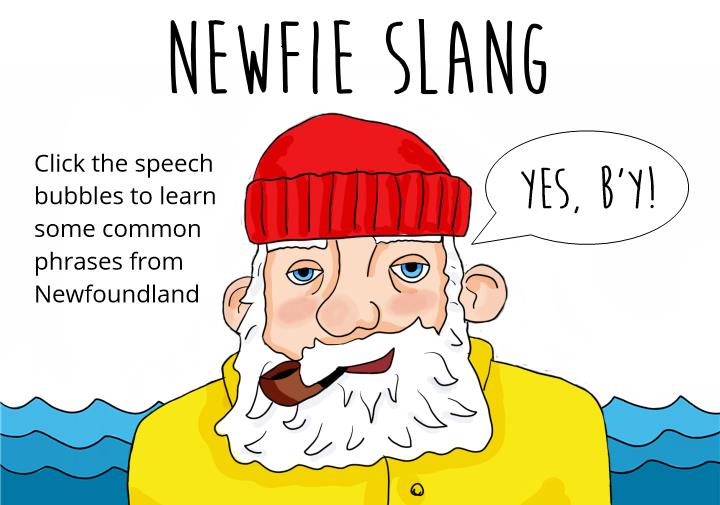 NEWFIE SLANG
Click the speech
bubbles to learn
some common
phrases from
Newfoundland
YES, B'Y!